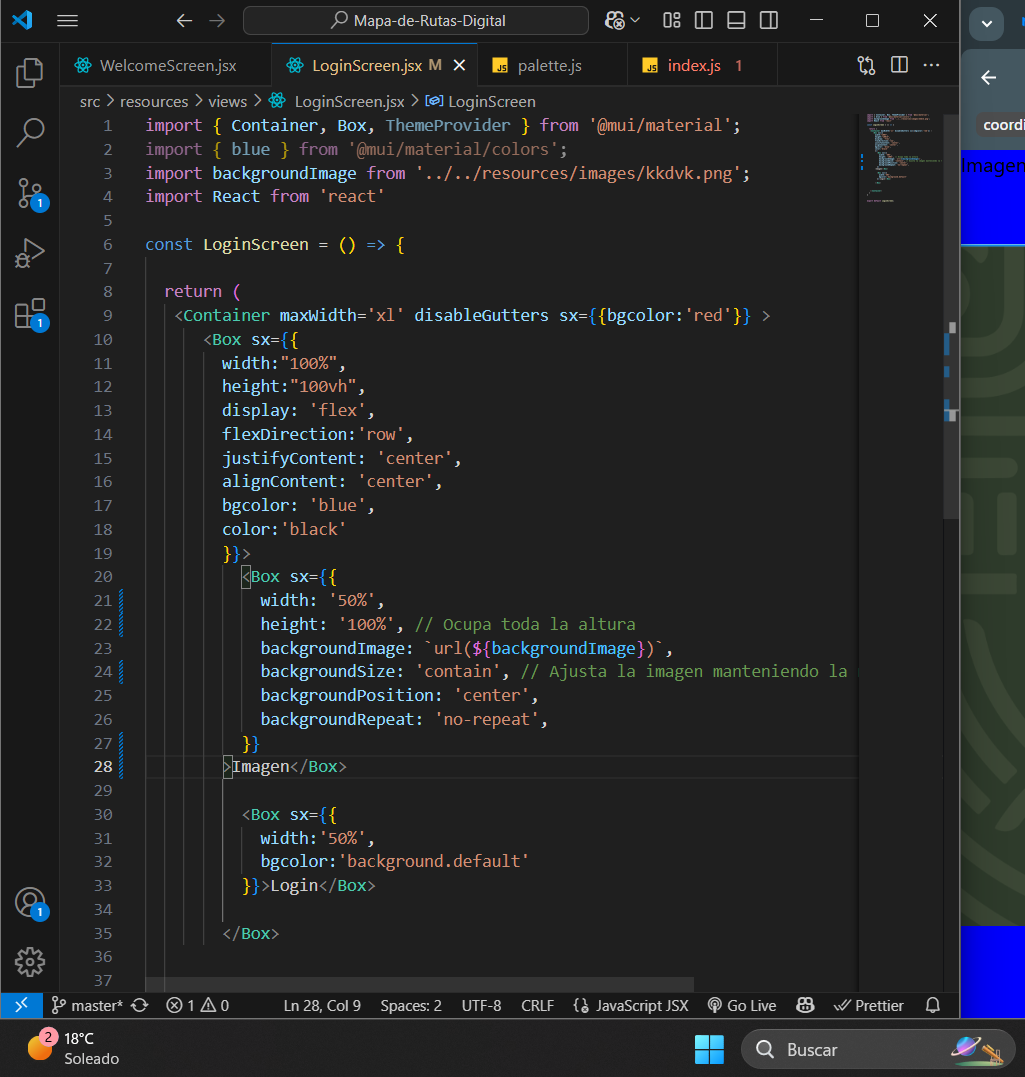 Mapa-de-Rutas-Digital
WelcomeScreen.jsx
LoginScreen.jsx M
palette.js
index.js 1
src > resources > views > LoginScreen.jsx > LoginScreen
1 import { Container, Box, ThemeProvider } from '@mui/material';
2 import { blue } from '@mui/material/colors';
3 import backgroundImage from '../../resources/images/kkdvk.png';
4 import React from 'react'
5
6 const LoginScreen = () => {
7
8 return (
9 <Container maxWidth='xl' disableGutters sx={{bgcolor:'red'}} >
10 <Box sx={{
11 width:"100%",
12 height:"100vh",
13 display: 'flex',
14 flexDirection:'row',
15 justifyContent: 'center',
16 alignContent: 'center',
17 bgcolor: 'blue',
18 color:'black'
19 }}>
20 <Box sx={{
21 width: '50%',
22 height: '100%', // Ocupa toda la altura
23 backgroundImage: `url(${backgroundImage})`,
24 backgroundSize: 'contain', // Ajusta la imagen manteniendo la
25 backgroundPosition: 'center',
26 backgroundRepeat: 'no-repeat',
27 }}
28 >Imagen</Box>
29
30 <Box sx={{
31 width:'50%',
32 bgcolor:'background.default'
33 }}>Login</Box>
34
35 </Box>
36
37
1
1
1
coordi
Imagen
master* 1 0 Ln 28, Col 9 Spaces: 2 UTF-8 CRLF JavaScript JSX Go Live Prettier
2
18°C
Soleado
Buscar